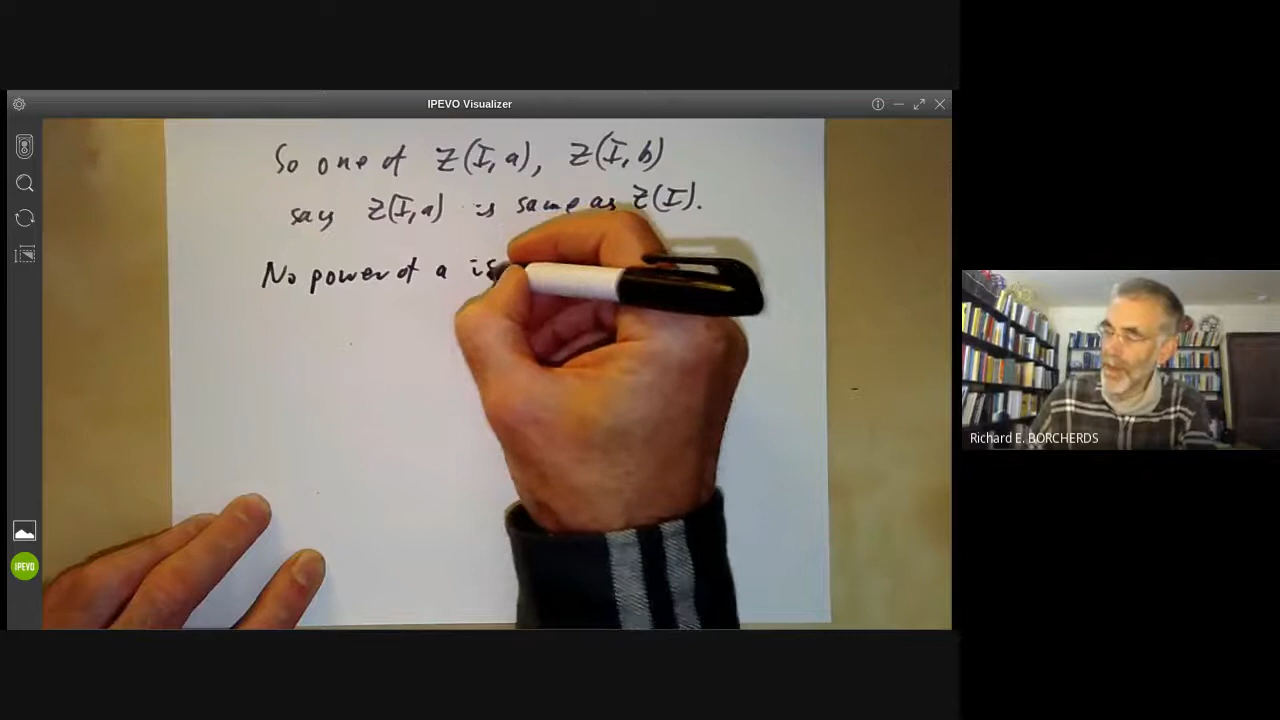 IPEVO Visualizer
So one of Z(I, a), Z(I, b)
say Z(I, a) is same as Z(I).
No power of a is
IPEVO
Richard E. BORCHERDS